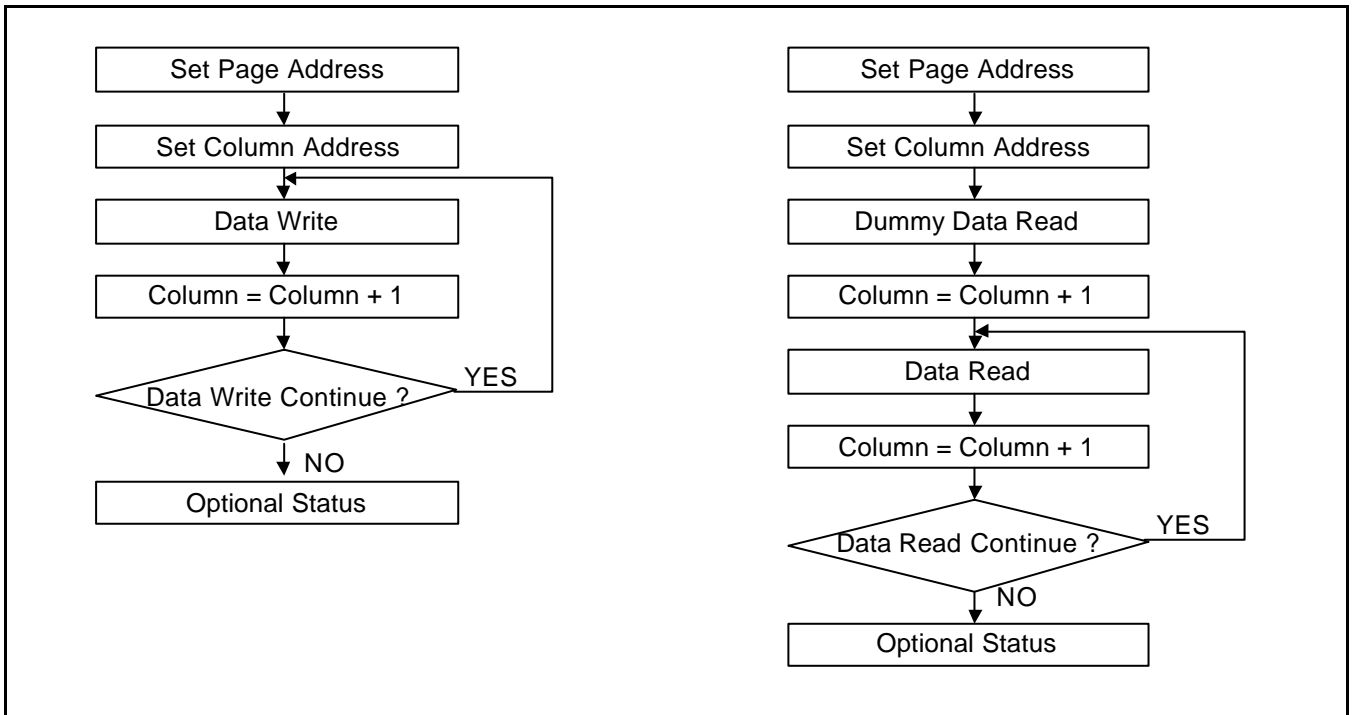 Set Page Address
Set Column Address
Data Write
Column = Column + 1
Data Write Continue ?
YES
NO
Optional Status
Set Page Address
Set Column Address
Dummy Data Read
Column = Column + 1
Data Read
Column = Column + 1
Data Read Continue ?
YES
NO
Optional Status